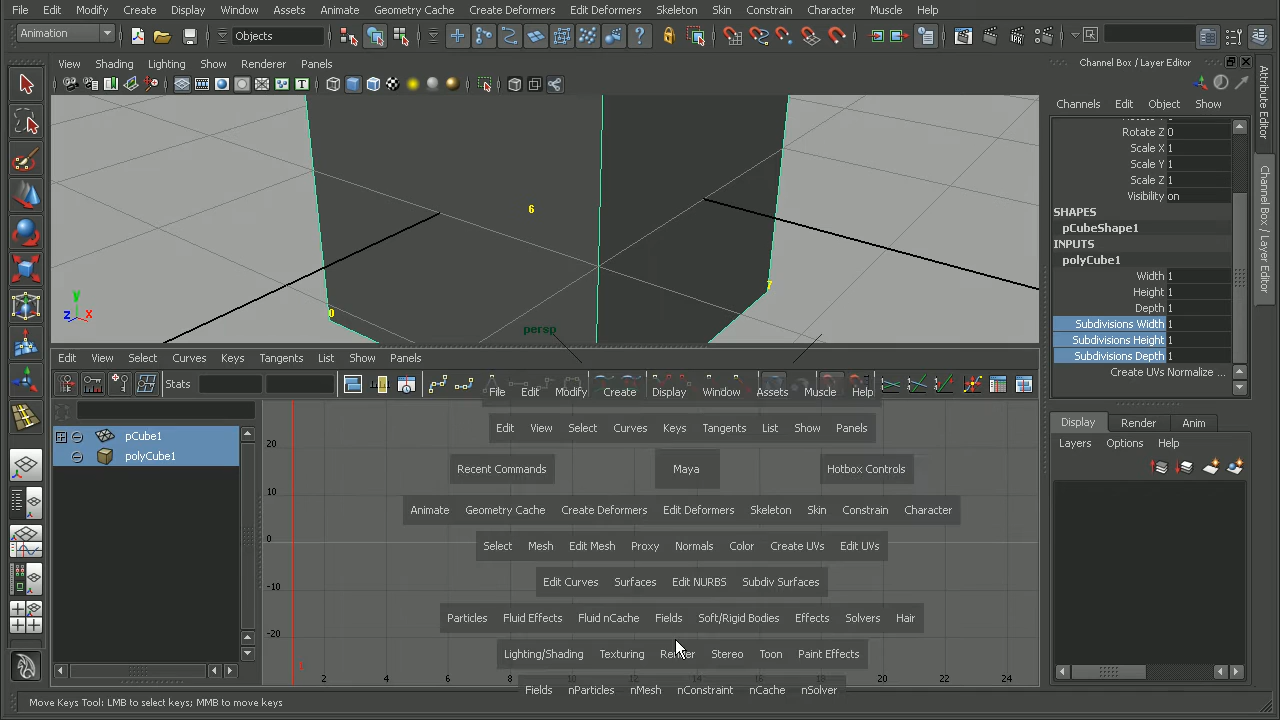 File Edit Modify Create Display Window Assets Animate Geometry Cache Create Deformers Edit Deformers Skeleton Skin Constrain Character Muscle Help
Animation
Objects
View Shading Lighting Show Renderer Panels
Channel Box / Layer Editor
Channels Edit Object Show
Rotate Z 0
Scale X 1
Scale Y 1
Scale Z 1
Visibility on
SHAPES
pCubeShape1
INPUTS
polyCube1
Width 1
Height 1
Depth 1
Subdivisions Width 1
Subdivisions Height 1
Subdivisions Depth 1
Create UVs Normalize ...
Attribute Editor
Channel Box / Layer Editor
6
0
7
y
z x
persp
Edit View Select Curves Keys Tangents List Show Panels
Stats
File Edit Modify Create Display Window Assets Muscle Help
Edit View Select Curves Keys Tangents List Show Panels
Recent Commands Maya Hotbox Controls
Animate Geometry Cache Create Deformers Edit Deformers Skeleton Skin Constrain Character
Select Mesh Edit Mesh Proxy Normals Color Create UVs Edit UVs
Edit Curves Surfaces Edit NURBS Subdiv Surfaces
Particles Fluid Effects Fluid nCache Fields Soft/Rigid Bodies Effects Solvers Hair
Lighting/Shading Texturing Render Stereo Toon Paint Effects
Fields nParticles nMesh nConstraint nCache nSolver
pCube1
polyCube1
20
10
0
-10
-20
1
2 4 6 8 10 12 14 16 18 20 22 24
Display Render Anim
Layers Options Help
Move Keys Tool: LMB to select keys; MMB to move keys